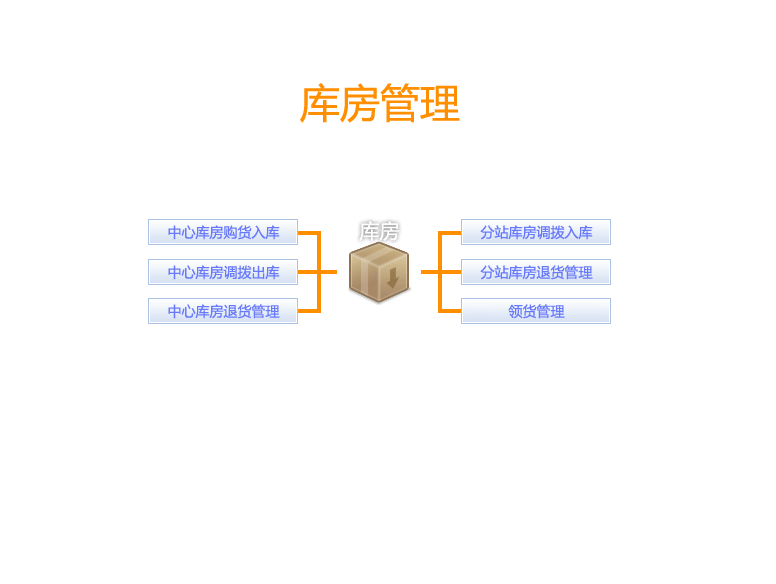 库房管理
库房
中心库房购货入库
中心库房调拨出库
中心库房退货管理
分站库房调拨入库
分站库房退货管理
领货管理